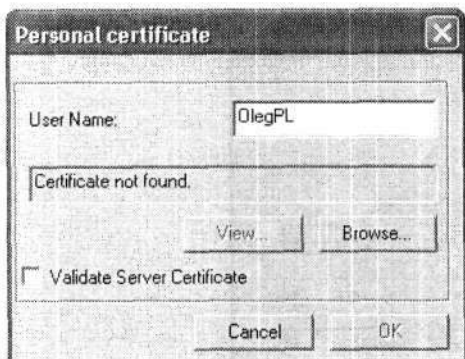 Personal certificate
User Name: OlegPL
Certificate not found.
View... Browse...
Validate Server Certificate
Cancel OK